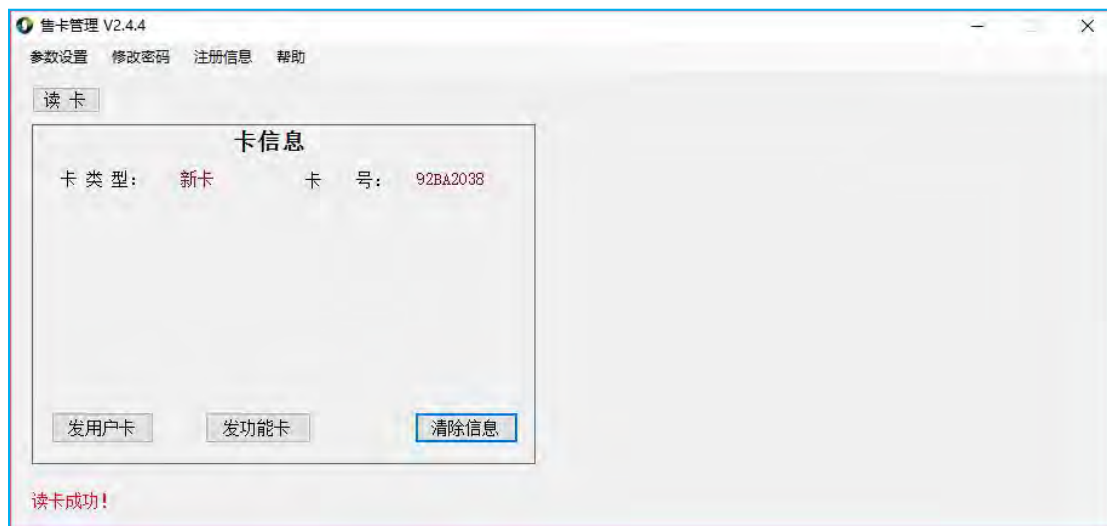 售卡管理 V2.4.4
参数设置 修改密码 注册信息 帮助
读 卡
卡信息
卡 类 型： 新卡 卡 号： 92BA2038
发用户卡 发功能卡 清除信息
读卡成功!